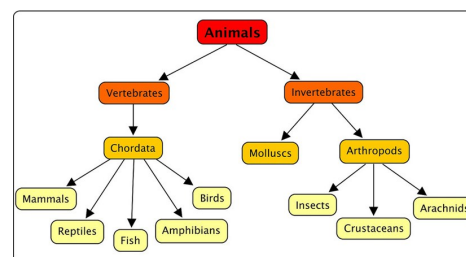 Animals
Vertebrates
Invertebrates
Chordata
Molluscs
Arthropods
Mammals
Birds
Insects
Arachnids
Reptiles
Fish
Amphibians
Crustaceans